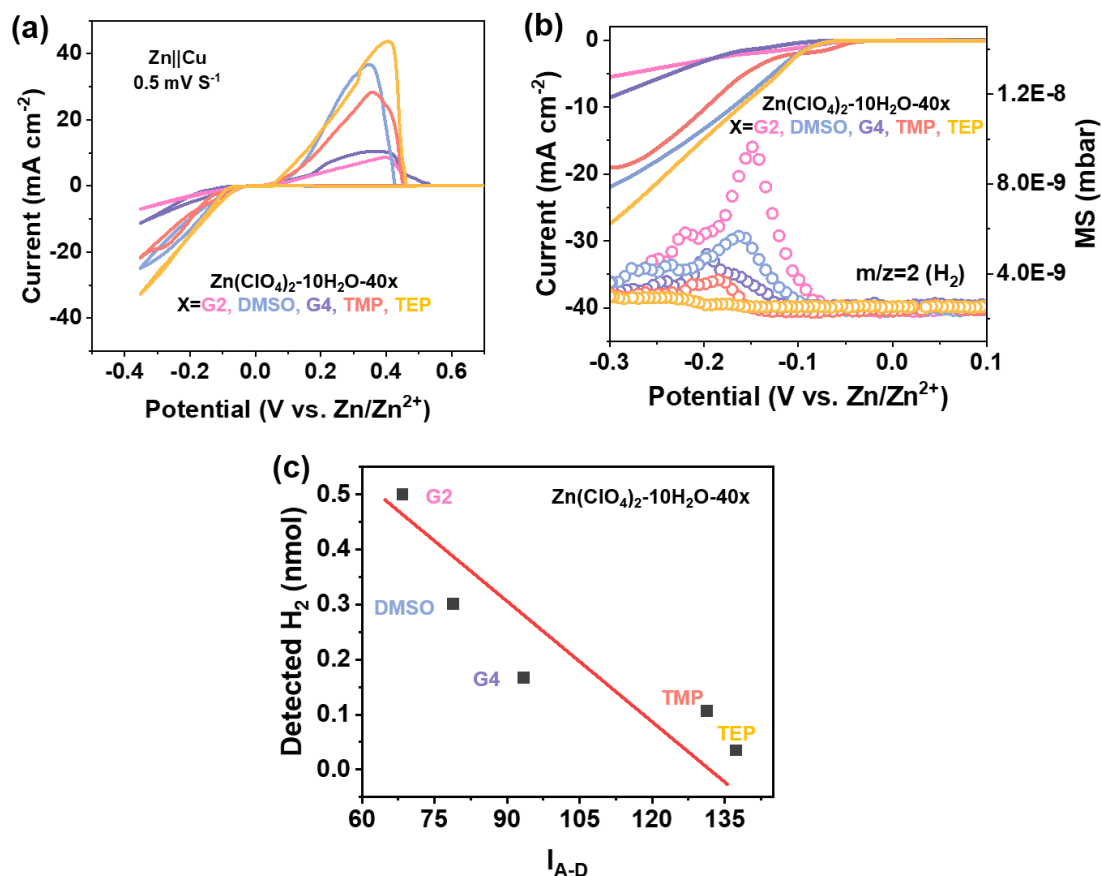 (a)
Zn||Cu
0.5 mV S⁻¹
Zn(ClO₄)₂-10H₂O-40x
X=G2, DMSO, G4, TMP, TEP
40
20
0
-20
-40
Current (mA cm⁻²)
-0.4 -0.2 0.0 0.2 0.4 0.6
Potential (V vs. Zn/Zn²⁺)
(b)
Zn(ClO₄)₂-10H₂O-40x
X=G2, DMSO, G4, TMP, TEP
m/z=2 (H₂)
0
-10
-20
-30
-40
Current (mA cm⁻²)
1.2E-8
8.0E-9
4.0E-9
MS (mbar)
-0.3 -0.2 -0.1 0.0 0.1
Potential (V vs. Zn/Zn²⁺)
(c)
Zn(ClO₄)₂-10H₂O-40x
G2
DMSO
G4
TMP
TEP
0.5
0.4
0.3
0.2
0.1
0.0
Detected H₂ (nmol)
60 75 90 105 120 135
I_A-D